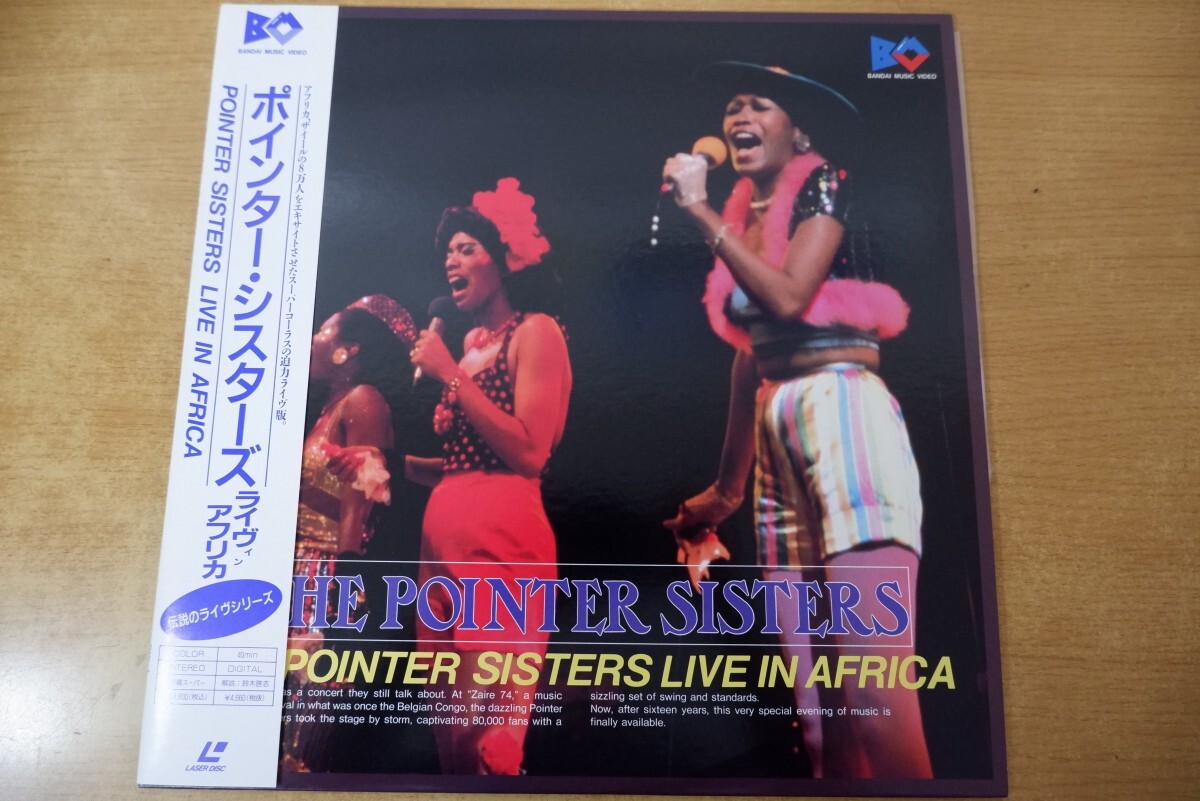 BANDAI MUSIC VIDEO
アフリカ、ザイールの8万人をエキサイトさせたスーパーコーラスの迫力ライヴ版。
ポインター・シスターズ
ライヴ
イン
アフリカ
POINTER SISTERS LIVE IN AFRICA
伝説のライヴシリーズ
COLOR
49min
STEREO
DIGITAL
LASER DISC
BANDAI MUSIC VIDEO
HE POINTER SISTERS
POINTER SISTERS LIVE IN AFRICA
as a concert they still talk about. At "Zaire 74," a music
val in what was once the Belgian Congo, the dazzling Pointer
rs took the stage by storm, captivating 80,000 fans with a
sizzling set of swing and standards.
Now, after sixteen years, this very special evening of music is
finally available.